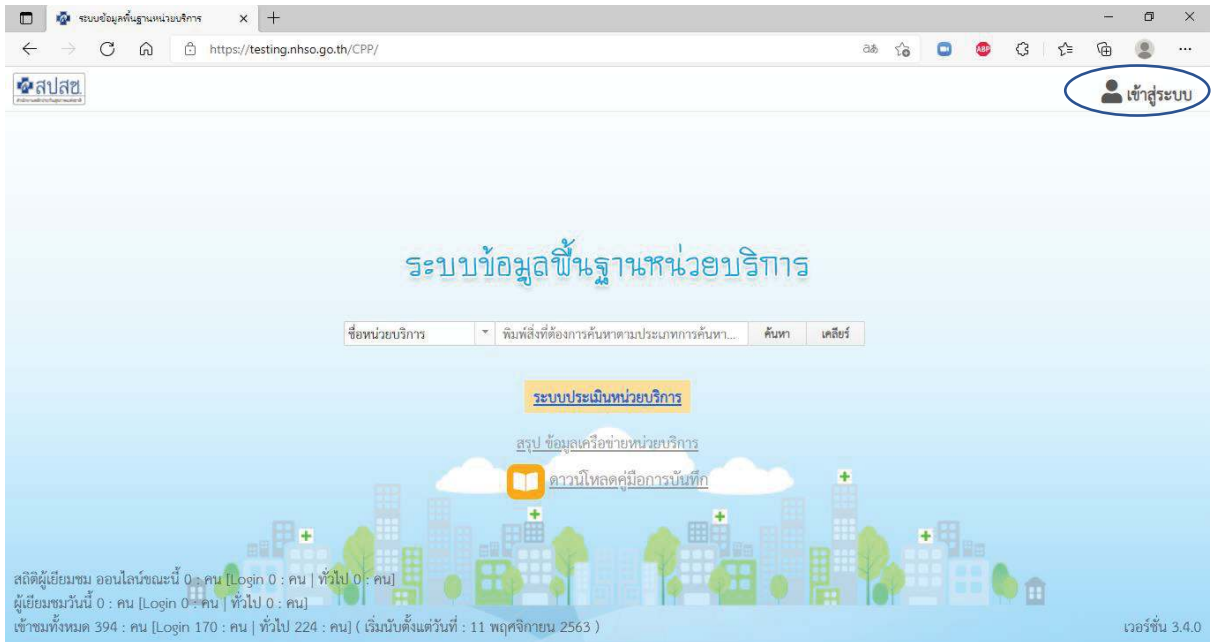 ระบบข้อมูลพื้นฐานหน่วยบริการ
https://testing.nhso.go.th/CPP/
สปสช.
เข้าสู่ระบบ
ระบบข้อมูลพื้นฐานหน่วยบริการ
ชื่อหน่วยบริการ พิมพ์สิ่งที่ต้องการค้นหาตามประเภทการค้นหา... ค้นหา เคลียร์
ระบบประเมินหน่วยบริการ
สรุป ข้อมูลเครือข่ายหน่วยบริการ
ดาวน์โหลดคู่มือการบันทึก
สถิติผู้เยี่ยมชม ออนไลน์ขณะนี้ 0 : คน [Login 0 : คน | ทั่วไป 0 : คน]
ผู้เยี่ยมชมวันนี้ 0 : คน [Login 0 : คน | ทั่วไป 0 : คน]
เข้าชมทั้งหมด 394 : คน [Login 170 : คน | ทั่วไป 224 : คน] ( เริ่มนับตั้งแต่วันที่ : 11 พฤศจิกายน 2563 )
เวอร์ชั่น 3.4.0